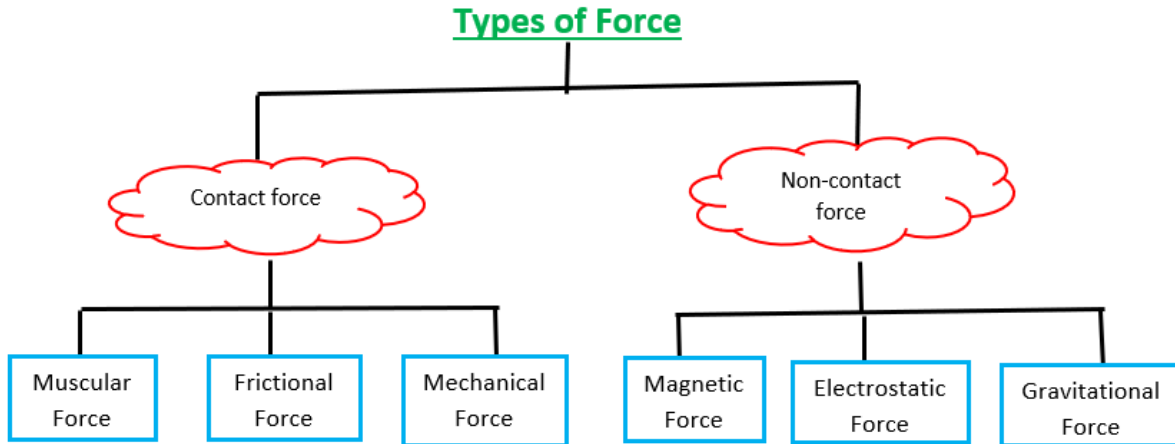 Types of Force
Contact force
Non-contact
force
Muscular
Force
Frictional
Force
Mechanical
Force
Magnetic
Force
Electrostatic
Force
Gravitational
Force